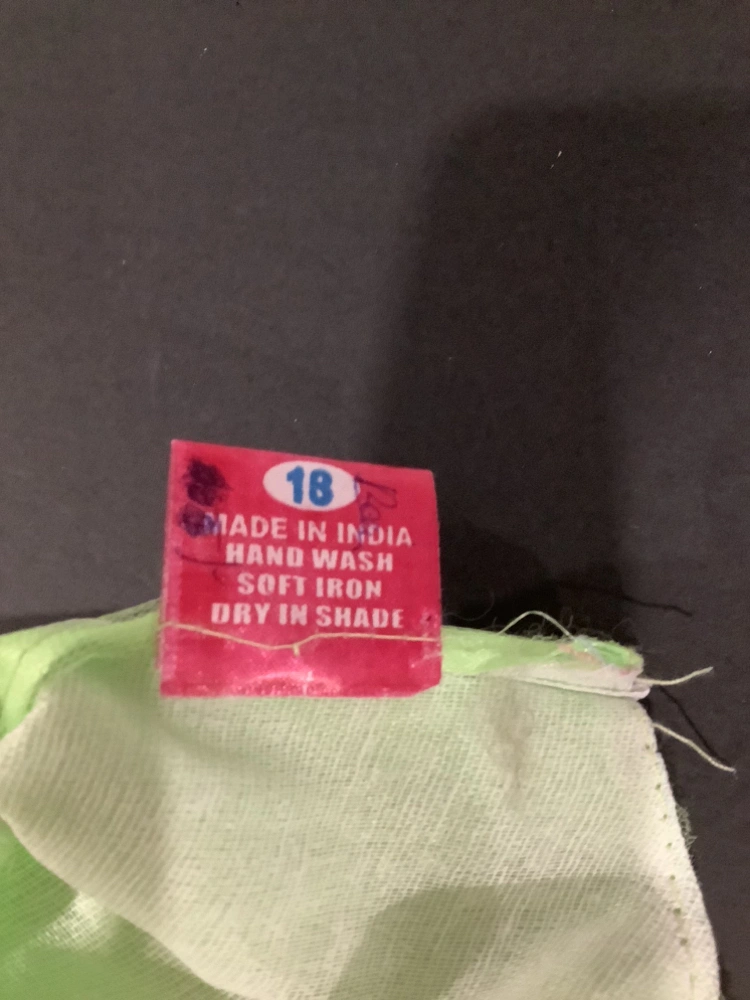 18
MADE IN INDIA
HAND WASH
SOFT IRON
DRY IN SHADE